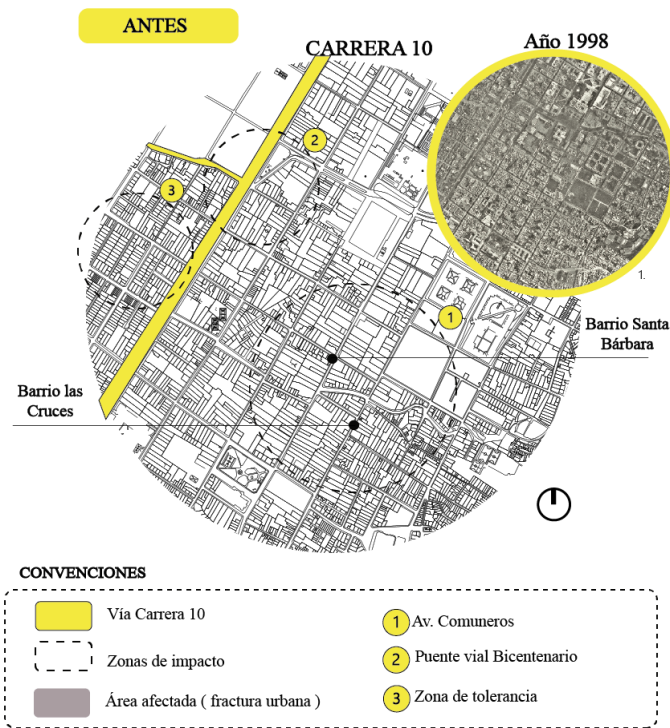 ANTES
CARRERA 10
Año 1998
2
3
1.
1
Barrio Santa
Bárbara
Barrio las
Cruces
CONVENCIONES
Vía Carrera 10
1 Av. Comuneros
Zonas de impacto
2 Puente vial Bicentenario
Área afectada ( fractura urbana )
3 Zona de tolerancia